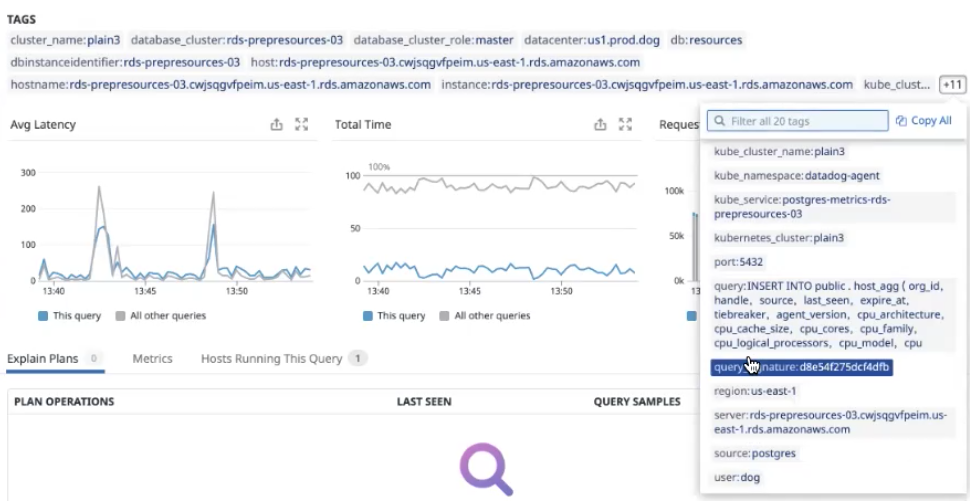 TAGS
cluster_name:plain3 database_cluster:rds-prepresources-03 database_cluster_role:master datacenter:us1.prod.dog db:resources
dbinstanceidentifier:rds-prepresources-03 host:rds-prepresources-03.cwjsqgvfpeim.us-east-1.rds.amazonaws.com
hostname:rds-prepresources-03.cwjsqgvfpeim.us-east-1.rds.amazonaws.com instance:rds-prepresources-03.cwjsqgvfpeim.us-east-1.rds.amazonaws.com kube_clust... +11
Filter all 20 tags Copy All
kube_cluster_name:plain3
kube_namespace:datadog-agent
kube_service:postgres-metrics-rds-
prepresources-03
kubernetes_cluster:plain3
port:5432
query:INSERT INTO public . host_agg ( org_id,
handle, source, last_seen, expire_at,
tiebreaker, agent_version, cpu_architecture,
cpu_cache_size, cpu_cores, cpu_family,
cpu_logical_processors, cpu_model, cpu
nature:d8e54f275dcf4dfb
region:us-east-1
server:rds-prepresources-03.cwjsqgvfpeim.us-
east-1.rds.amazonaws.com
source:postgres
user:dog
Avg Latency
300
200
100
0
13:40 13:45 13:50
This query All other queries
Total Time
100%
100
50
0
13:40 13:45 13:50
This query All other queries
Reques
100k
50k
0k
13
Explain Plans 0 Metrics Hosts Running This Query 1
PLAN OPERATIONS LAST SEEN QUERY SAMPLES